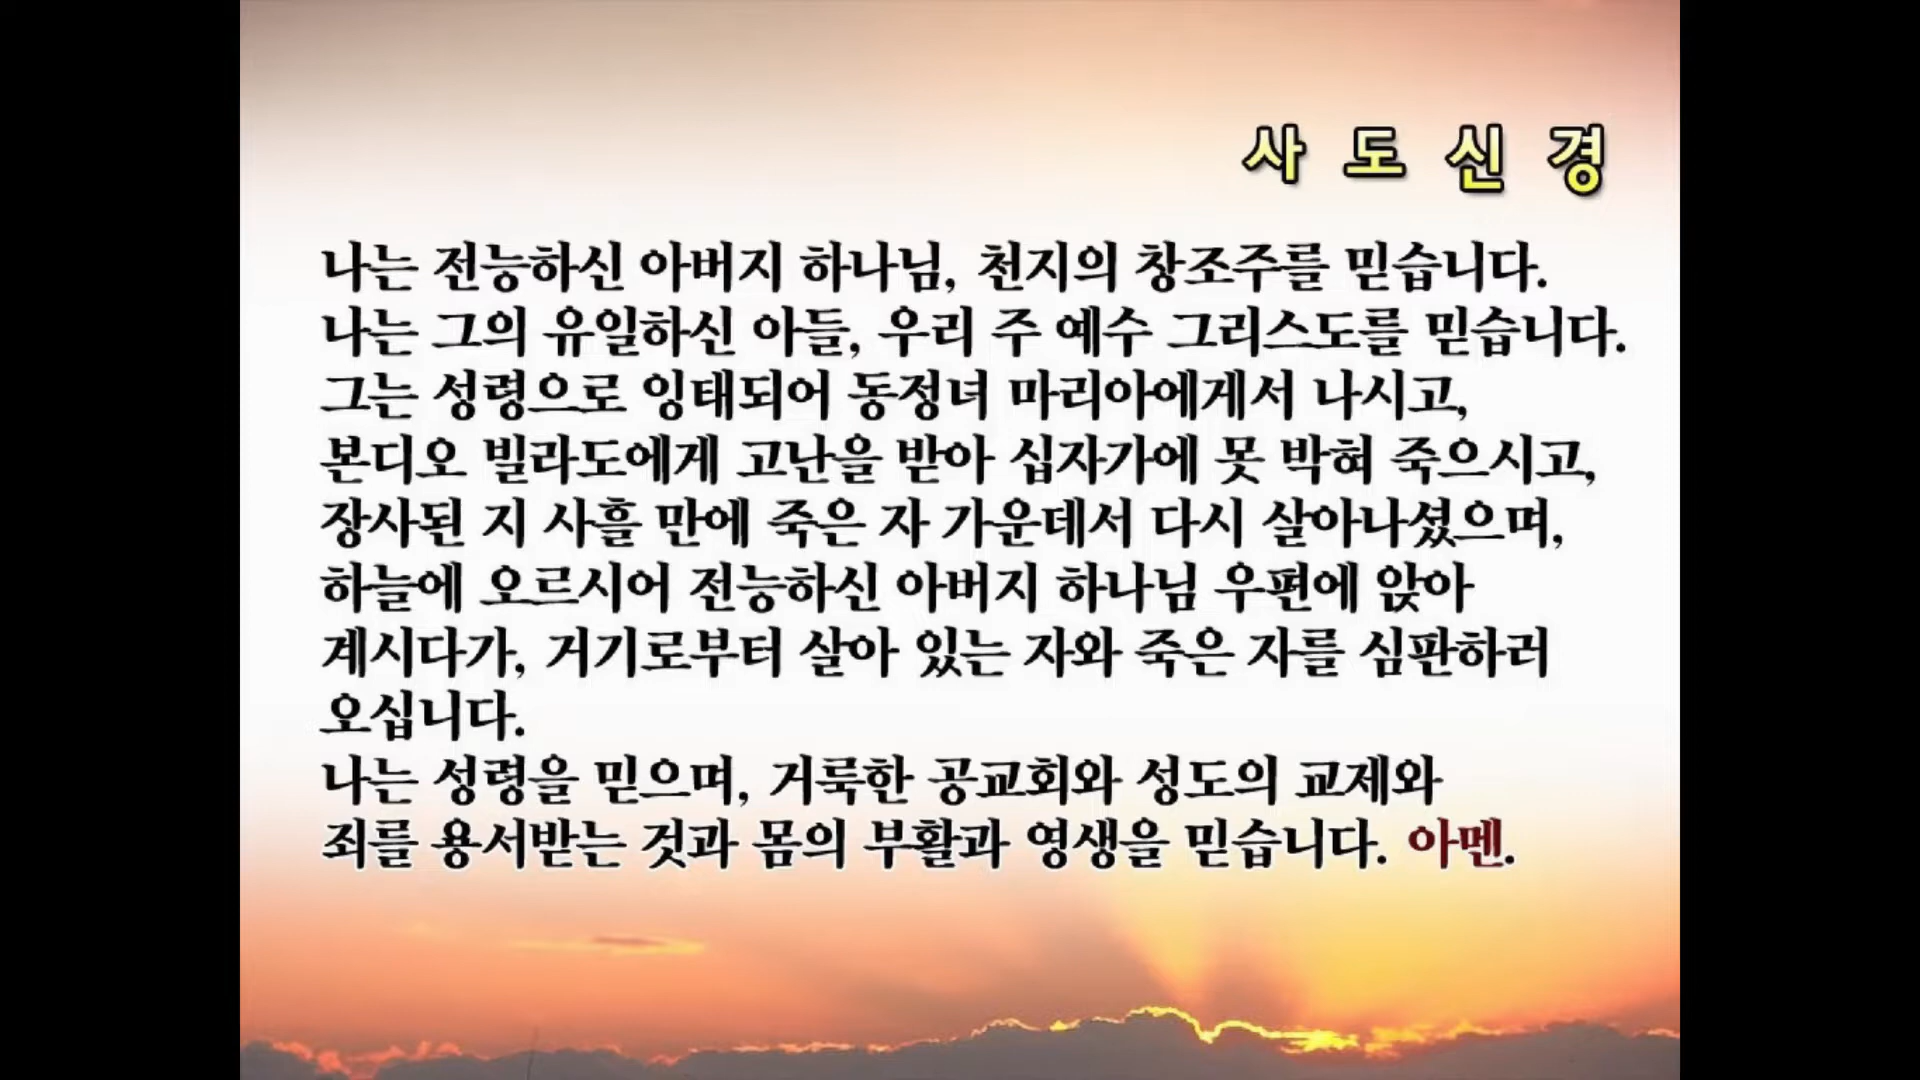 사 도 신 경
나는 전능하신 아버지 하나님, 천지의 창조주를 믿습니다.
나는 그의 유일하신 아들, 우리 주 예수 그리스도를 믿습니다.
그는 성령으로 잉태되어 동정녀 마리아에게서 나시고,
본디오 빌라도에게 고난을 받아 십자가에 못 박혀 죽으시고,
장사된 지 사흘 만에 죽은 자 가운데서 다시 살아나셨으며,
하늘에 오르시어 전능하신 아버지 하나님 우편에 앉아
계시다가, 거기로부터 살아 있는 자와 죽은 자를 심판하러
오십니다.
나는 성령을 믿으며, 거룩한 공교회와 성도의 교제와
죄를 용서받는 것과 몸의 부활과 영생을 믿습니다. 아멘.